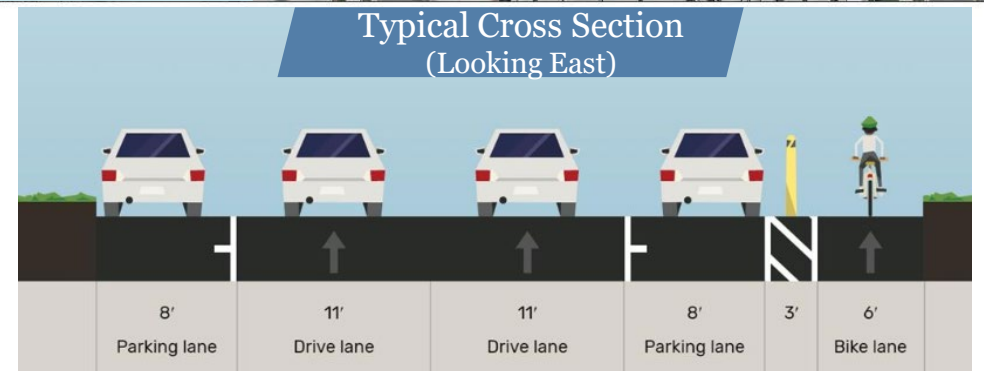 Typical Cross Section
(Looking East)
8′ 11′ 11′ 8′ 3′ 6′
Parking lane Drive lane Drive lane Parking lane Bike lane